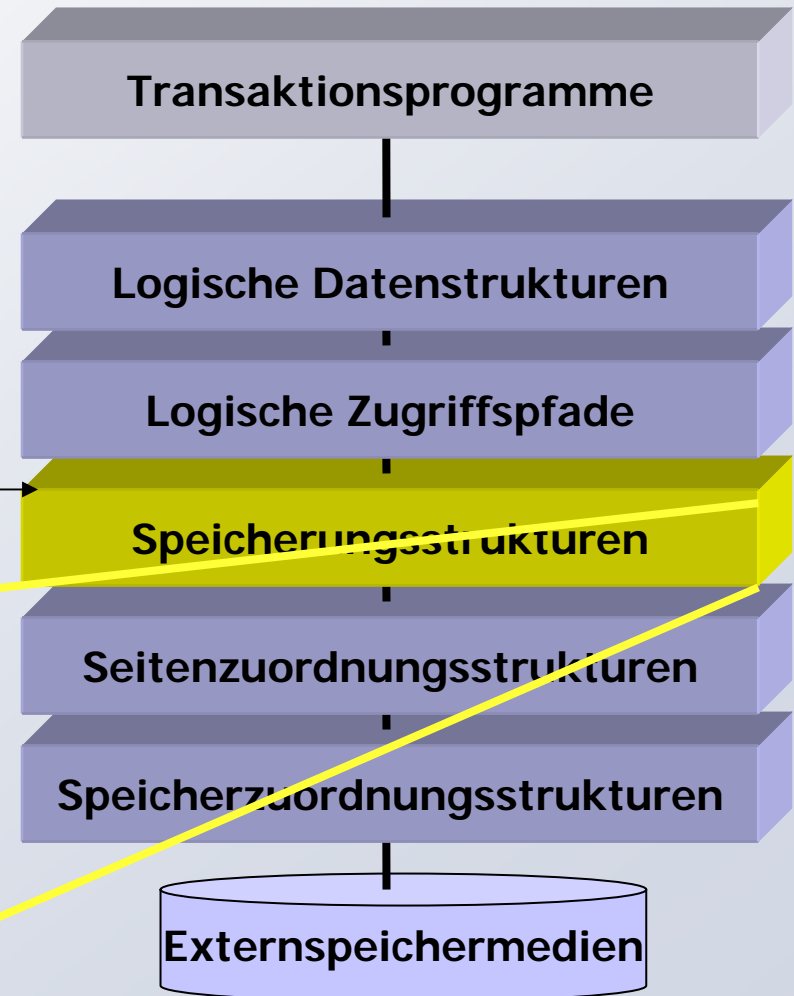 Transaktionsprogramme
Logische Datenstrukturen
Logische Zugriffspfade
Speicherungsstrukturen
Seitenzuordnungsstrukturen
Speicherzuordnungsstrukturen
Externspeichermedien